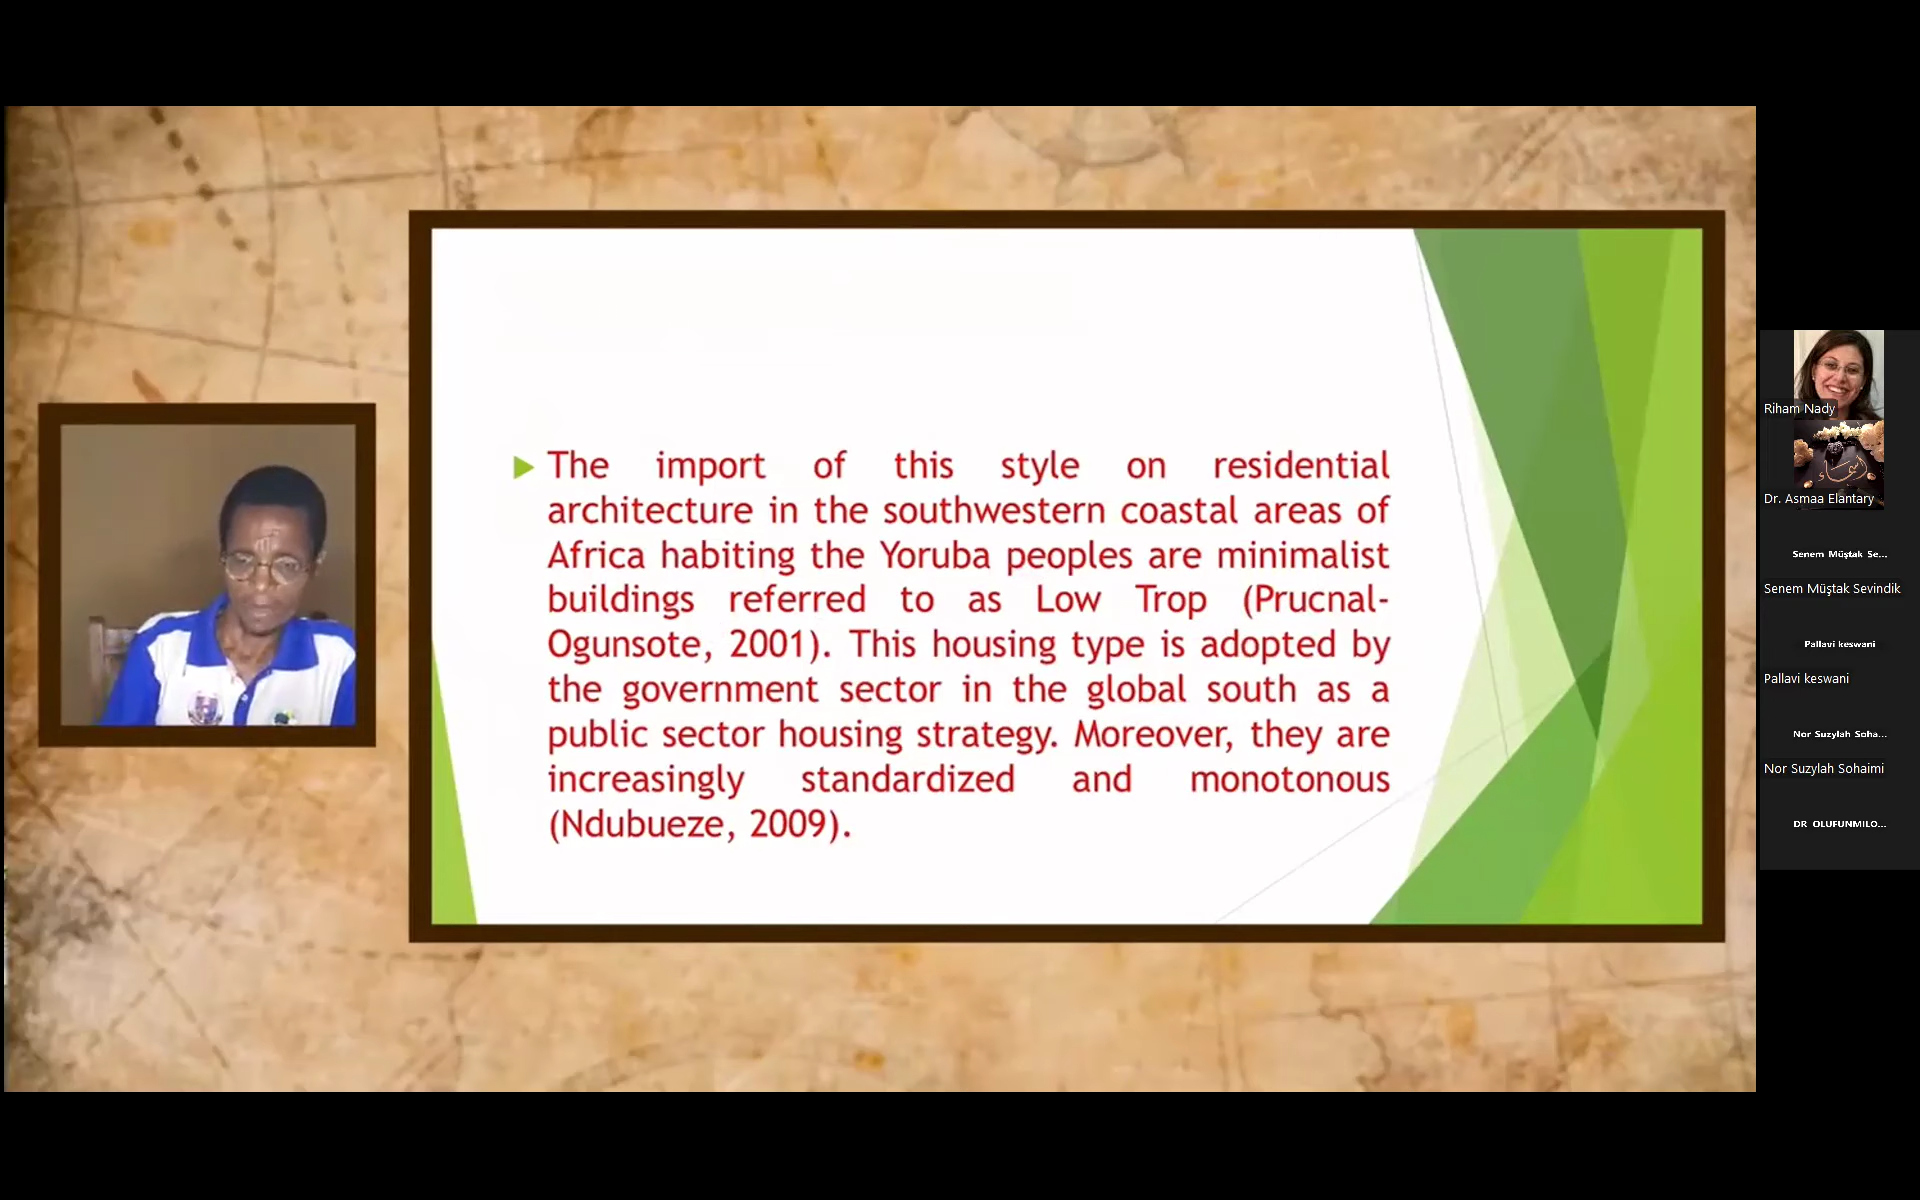 The import of this style on residential
architecture in the southwestern coastal areas of
Africa habiting the Yoruba peoples are minimalist
buildings referred to as Low Trop (Prucnal-
Ogunsote, 2001). This housing type is adopted by
the government sector in the global south as a
public sector housing strategy. Moreover, they are
increasingly standardized and monotonous
(Ndubueze, 2009).
Riham Nady
أسماء
Dr. Asmaa Elantary
Senem Müştak Se...
Senem Müştak Sevindik
Pallavi keswani
Pallavi keswani
Nor Suzylah Soha...
Nor Suzylah Sohaimi
DR OLUFUNMILO...